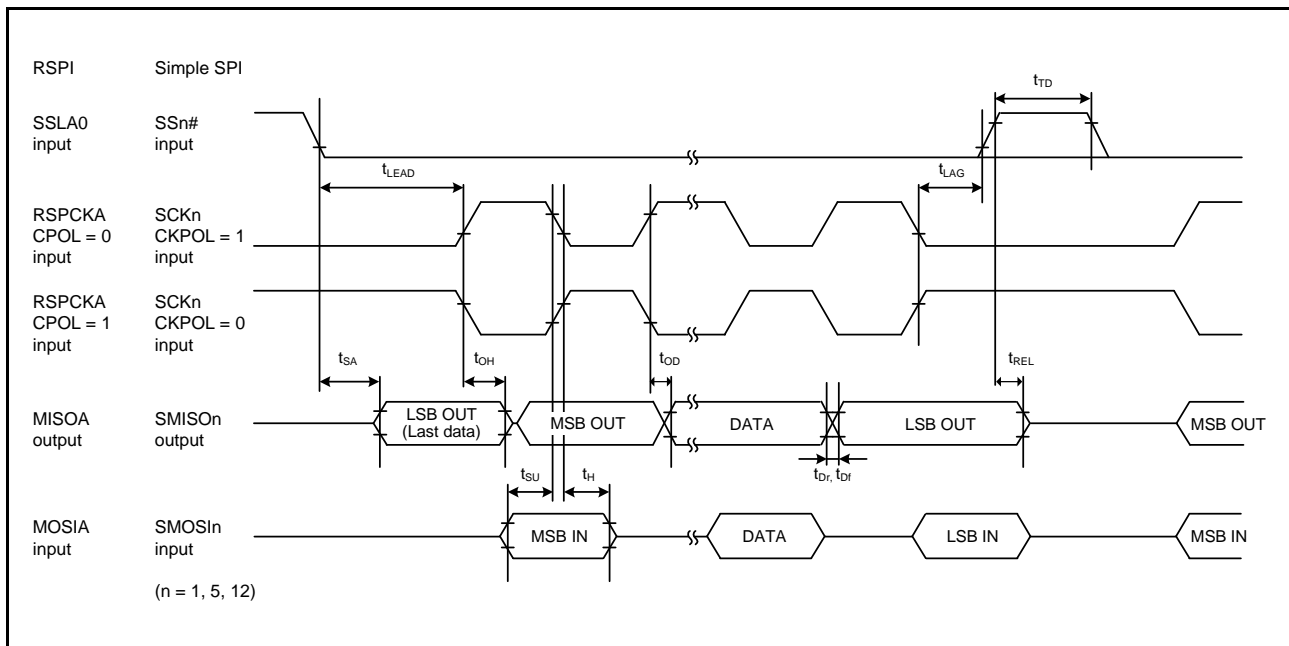 RSPI Simple SPI
tTD
SSLA0 SSn#
input input
tLEAD tLAG
RSPCKA SCKn
CPOL = 0 CKPOL = 1
input input
RSPCKA SCKn
CPOL = 1 CKPOL = 0
input input
tSA tOH tOD tREL
MISOA SMISOn
output output
LSB OUT
(Last data)
MSB OUT DATA LSB OUT MSB OUT
tSU tH tDr, tDf
MOSIA SMOSIn
input input
MSB IN DATA LSB IN MSB IN
(n = 1, 5, 12)